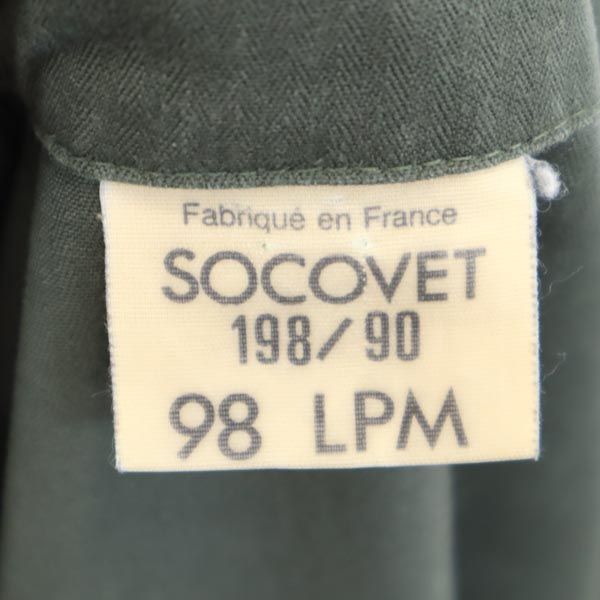 Fabriqué en France
SOCOVET
198/90
98 LPM